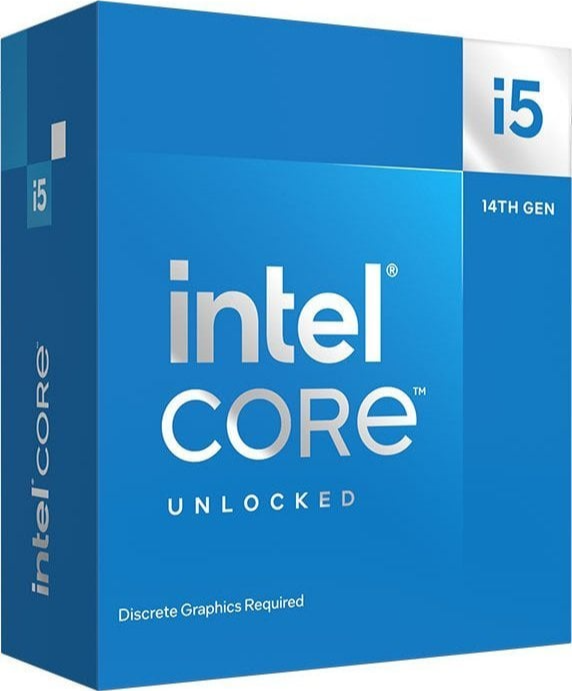 i5
14TH GEN
intel®
CORE™
UNLOCKED
Discrete Graphics Required
i5
intel CORE